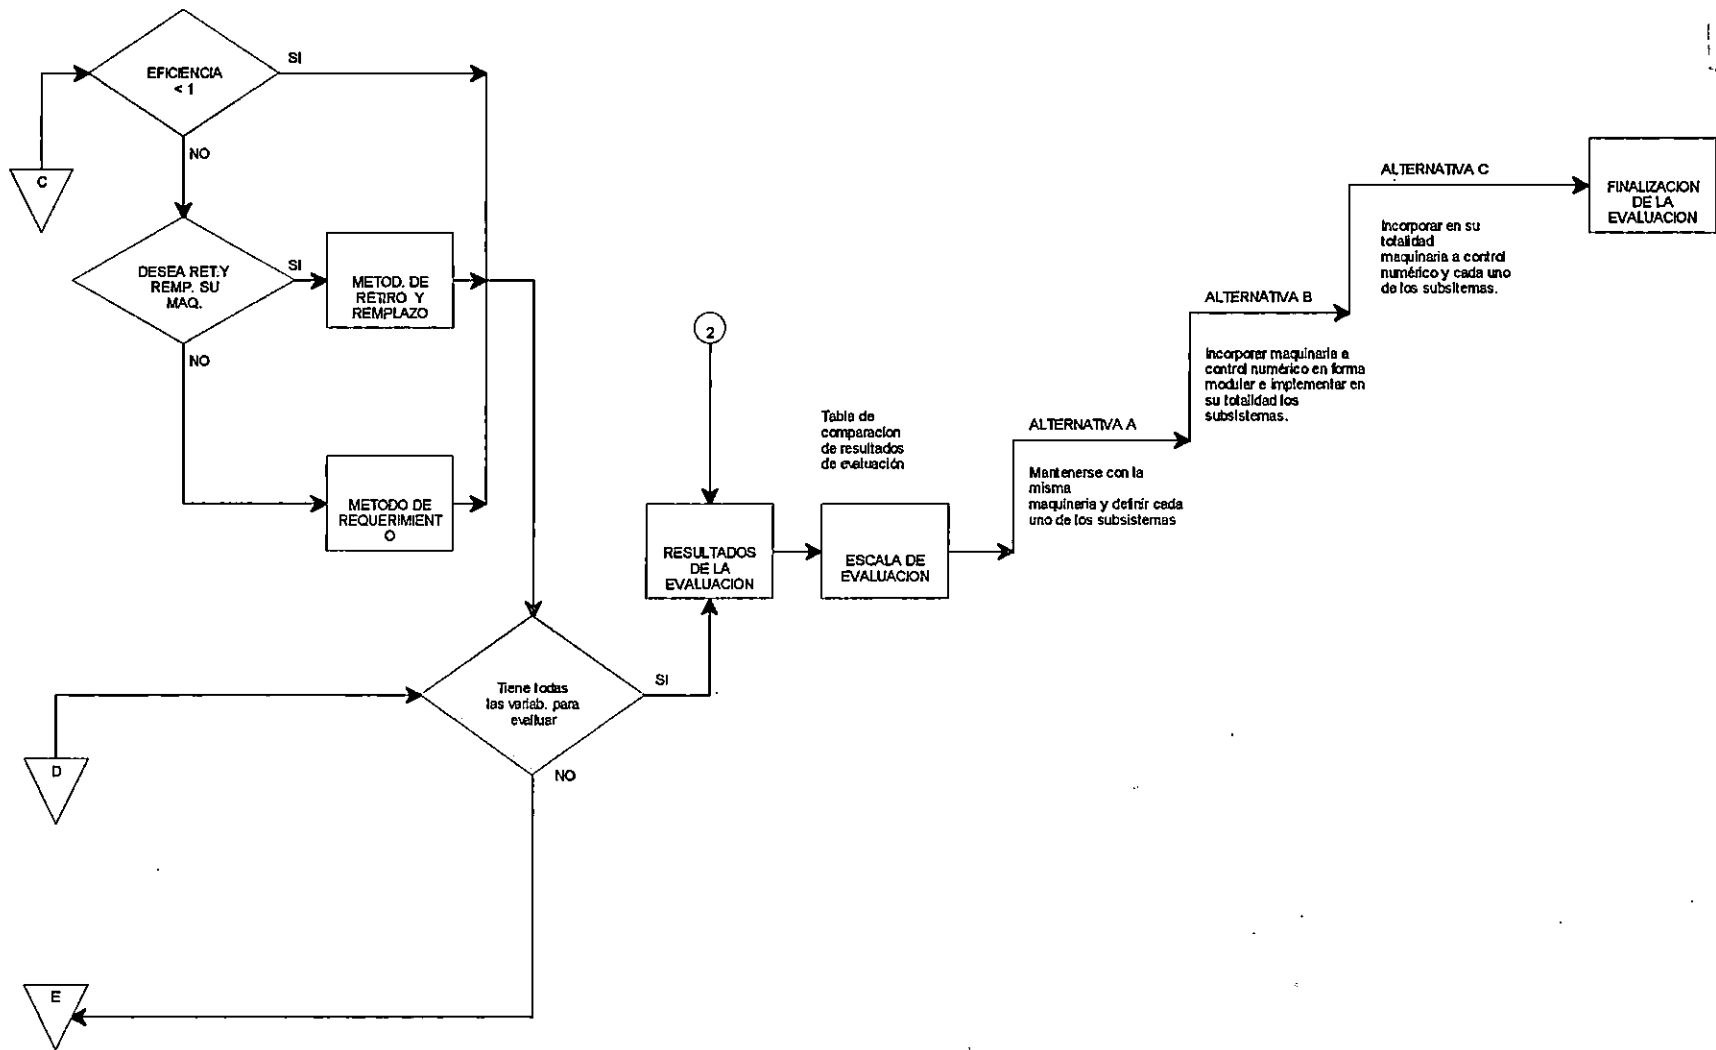 EFICIENCIA
< 1
SI
NO
C
DESEA RET.Y
REMP. SU
MAQ.
SI
NO
METOD. DE
RETIRO Y
REMPLAZO
METODO DE
REQUERIMIENT
O
2
RESULTADOS
DE LA
EVALUACION
Tabla de
comparacion
de resultados
de evaluación
ESCALA DE
EVALUACION
ALTERNATIVA A
Mantenerse con la
misma
maquinaria y definir cada
uno de los subsistemas
ALTERNATIVA B
Incorporar maquinaria a
control numérico en forma
modular e implementar en
su totalidad los
subsistemas.
ALTERNATIVA C
Incorporar en su
totalidad
maquinaria a control
numérico y cada uno
de los subsitemas.
FINALIZACION
DE LA
EVALUACION
Tiene todas
las variab. para
evaluar
SI
NO
D
E